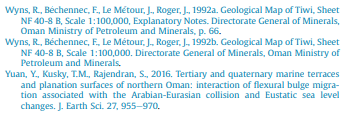 Wyns, R., Béchennec, F., Le Métour, J., Roger, J., 1992a. Geological Map of Tiwi, Sheet
NF 40-8 B, Scale 1:100,000, Explanatory Notes. Directorate General of Minerals,
Oman Ministry of Petroleum and Minerals, p. 66.
Wyns, R., Béchennec, F., Le Métour, J., Roger, J., 1992b. Geological Map of Tiwi, Sheet
NF 40-8 B, Scale 1:100,000. Directorate General of Minerals, Oman Ministry of
Petroleum and Minerals.
Yuan, Y., Kusky, T.M., Rajendran, S., 2016. Tertiary and quaternary marine terraces
and planation surfaces of northern Oman: interaction of flexural bulge migra-
tion associated with the Arabian-Eurasian collision and Eustatic sea level
changes. J. Earth Sci. 27, 955–970.